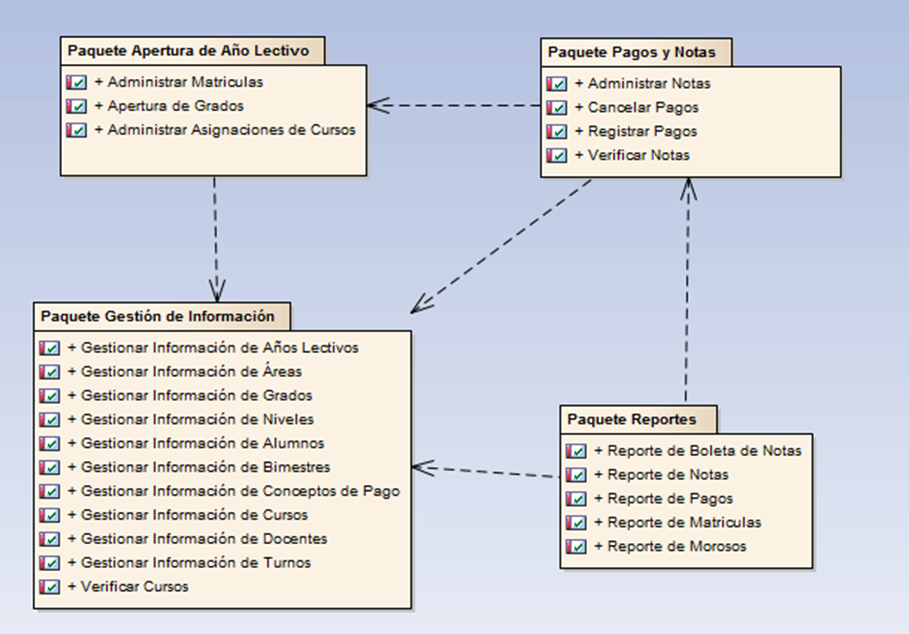 Paquete Apertura de Año Lectivo
+ Administrar Matriculas
+ Apertura de Grados
+ Administrar Asignaciones de Cursos
Paquete Pagos y Notas
+ Administrar Notas
+ Cancelar Pagos
+ Registrar Pagos
+ Verificar Notas
Paquete Gestión de Información
+ Gestionar Información de Años Lectivos
+ Gestionar Información de Áreas
+ Gestionar Información de Grados
+ Gestionar Información de Niveles
+ Gestionar Información de Alumnos
+ Gestionar Información de Bimestres
+ Gestionar Información de Conceptos de Pago
+ Gestionar Información de Cursos
+ Gestionar Información de Docentes
+ Gestionar Información de Turnos
+ Verificar Cursos
Paquete Reportes
+ Reporte de Boleta de Notas
+ Reporte de Notas
+ Reporte de Pagos
+ Reporte de Matriculas
+ Reporte de Morosos